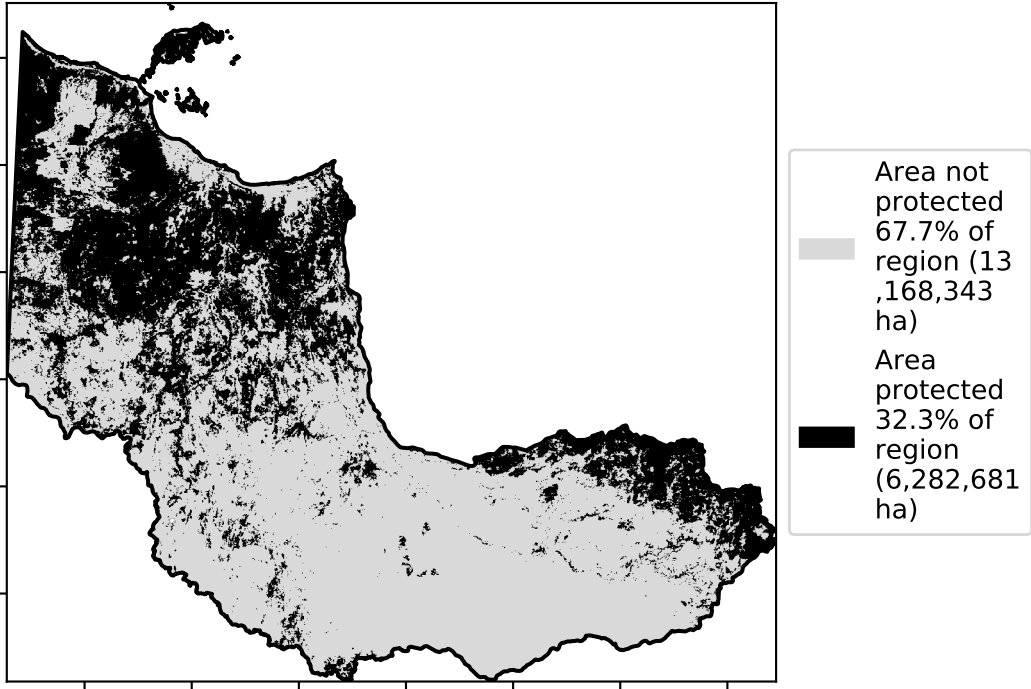 Area not
protected
67.7% of
region (13
,168,343
ha)
Area
protected
32.3% of
region
(6,282,681
ha)